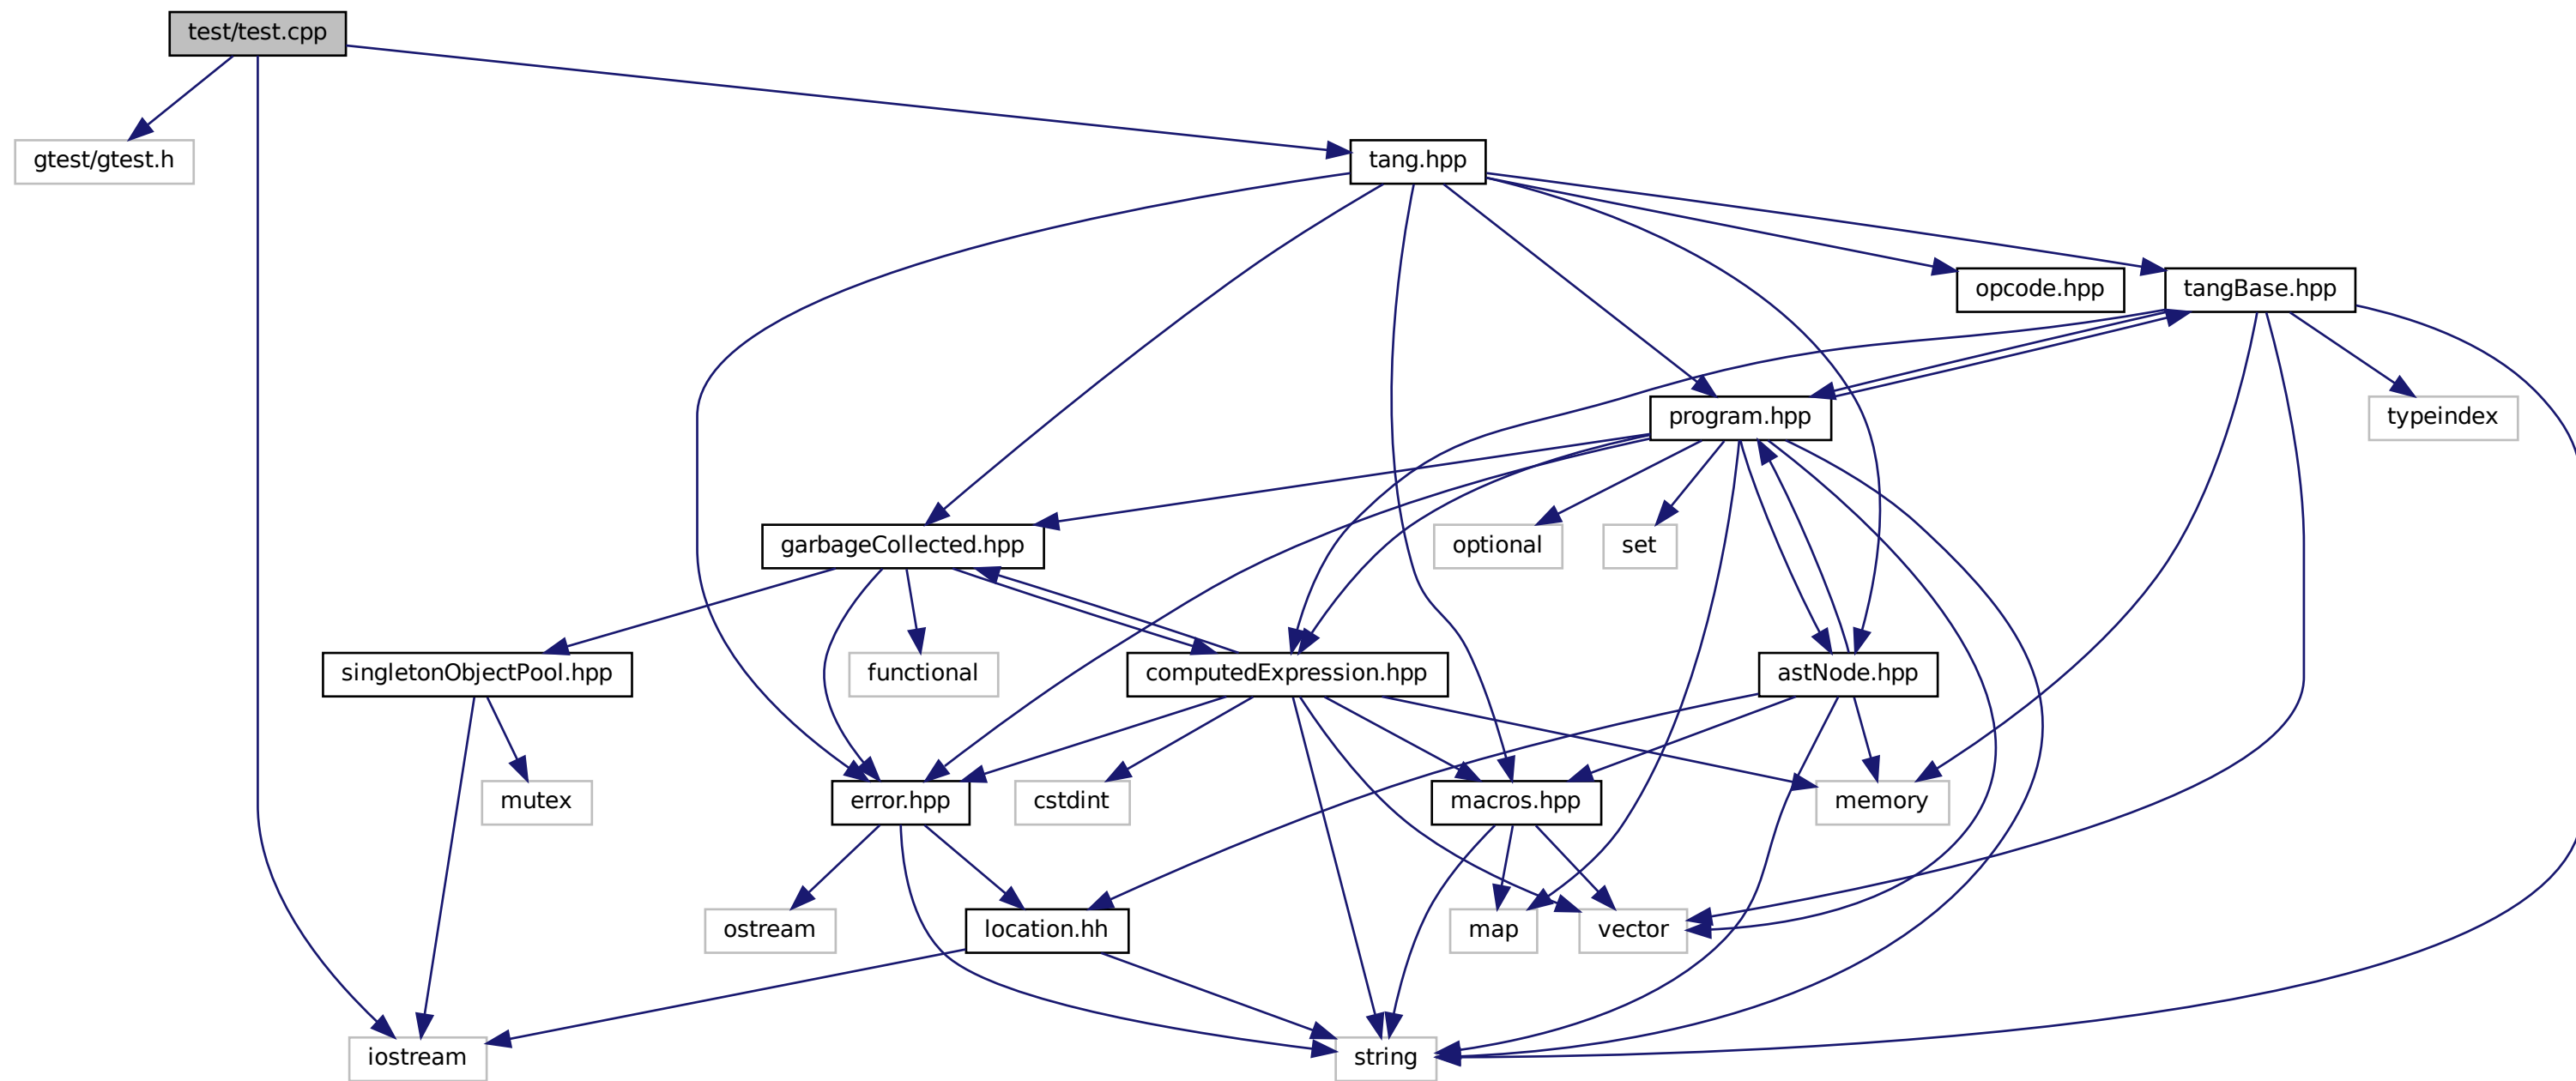 test/test.cpp
gtest/gtest.h
tang.hpp
opcode.hpp
tangBase.hpp
program.hpp
typeindex
garbageCollected.hpp
optional
set
singletonObjectPool.hpp
functional
computedExpression.hpp
astNode.hpp
mutex
error.hpp
cstdint
macros.hpp
memory
ostream
location.hh
map
vector
iostream
string